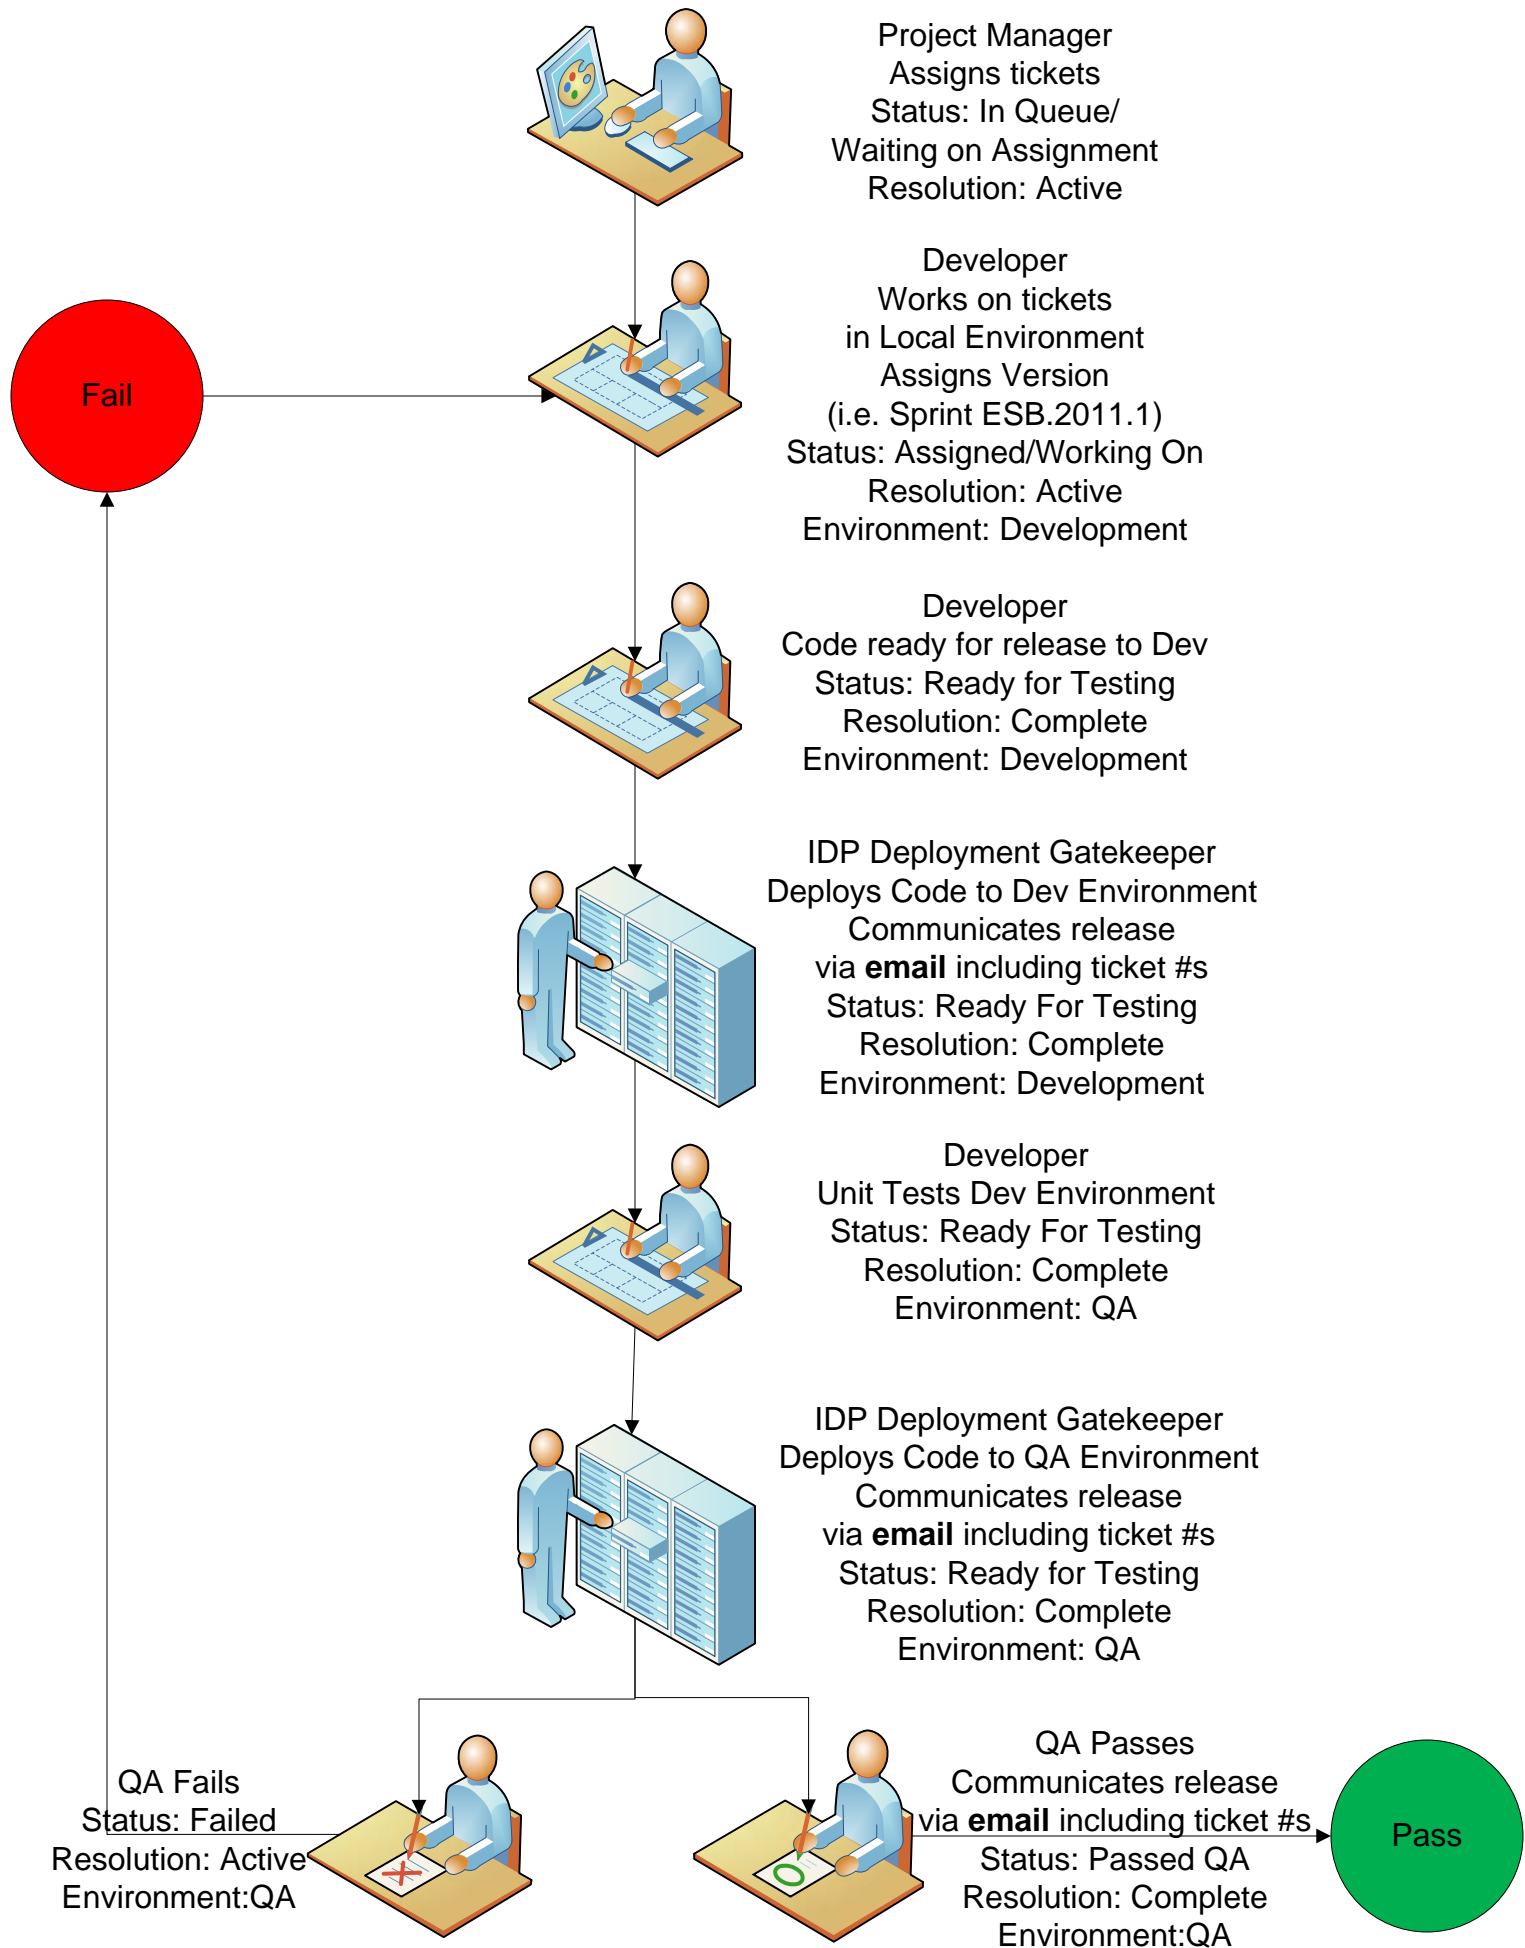 Project Manager
Assigns tickets
Status: In Queue/
Waiting on Assignment
Resolution: Active
Developer
Works on tickets
in Local Environment
Assigns Version
(i.e. Sprint ESB.2011.1)
Status: Assigned/Working On
Resolution: Active
Environment: Development
Fail
Developer
Code ready for release to Dev
Status: Ready for Testing
Resolution: Complete
Environment: Development
IDP Deployment Gatekeeper
Deploys Code to Dev Environment
Communicates release
via email including ticket #s
Status: Ready For Testing
Resolution: Complete
Environment: Development
Developer
Unit Tests Dev Environment
Status: Ready For Testing
Resolution: Complete
Environment: QA
IDP Deployment Gatekeeper
Deploys Code to QA Environment
Communicates release
via email including ticket #s
Status: Ready for Testing
Resolution: Complete
Environment: QA
QA Fails
Status: Failed
Resolution: Active
Environment:QA
QA Passes
Communicates release
via email including ticket #s
Status: Passed QA
Resolution: Complete
Environment:QA
Pass